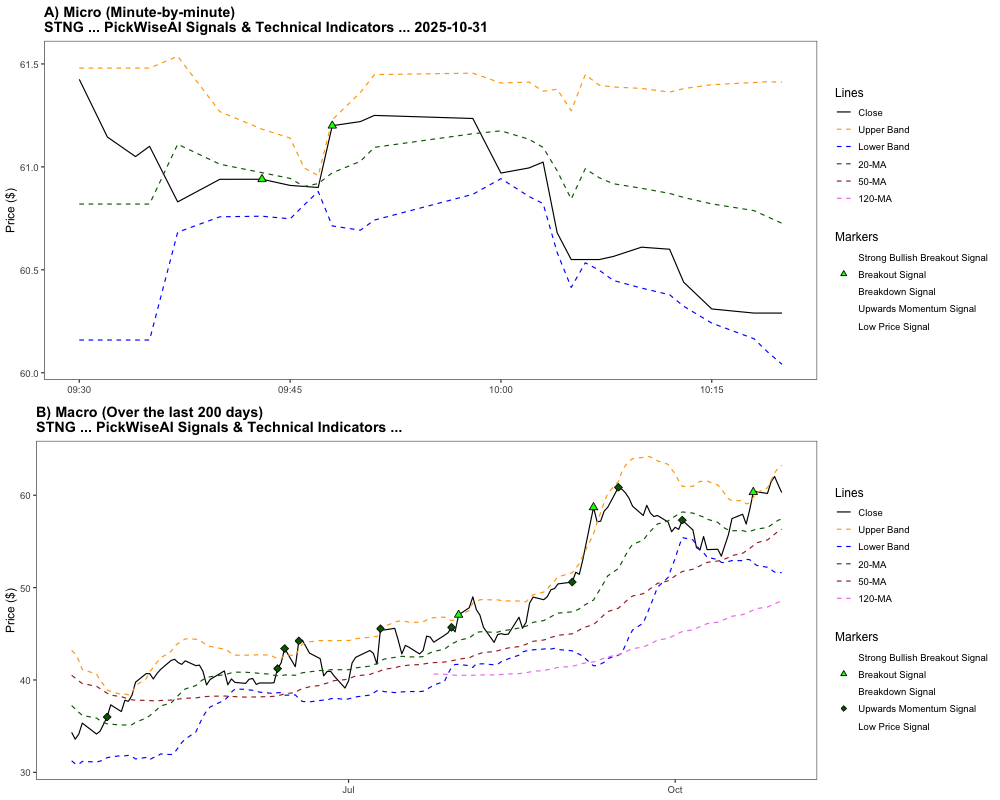 A) Micro (Minute-by-minute)
STNG ... PickWiseAI Signals & Technical Indicators ... 2025-10-31
Price ($)
61.5
61.0
60.5
60.0
09:30
09:45
10:00
10:15
Lines
Close
Upper Band
Lower Band
20-MA
50-MA
120-MA
Markers
Strong Bullish Breakout Signal
Breakout Signal
Breakdown Signal
Upwards Momentum Signal
Low Price Signal
B) Macro (Over the last 200 days)
STNG ... PickWiseAI Signals & Technical Indicators ...
Price ($)
60
50
40
30
Jul
Oct
Lines
Close
Upper Band
Lower Band
20-MA
50-MA
120-MA
Markers
Strong Bullish Breakout Signal
Breakout Signal
Breakdown Signal
Upwards Momentum Signal
Low Price Signal